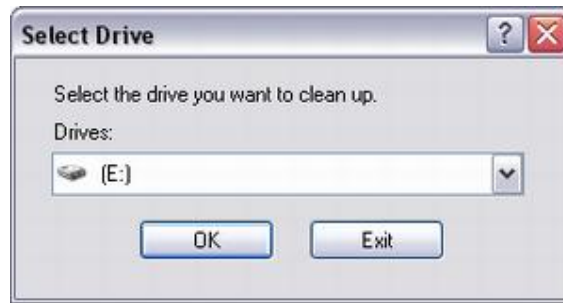 Select Drive
?
Select the drive you want to clean up.
Drives:
(E:)
OK Exit